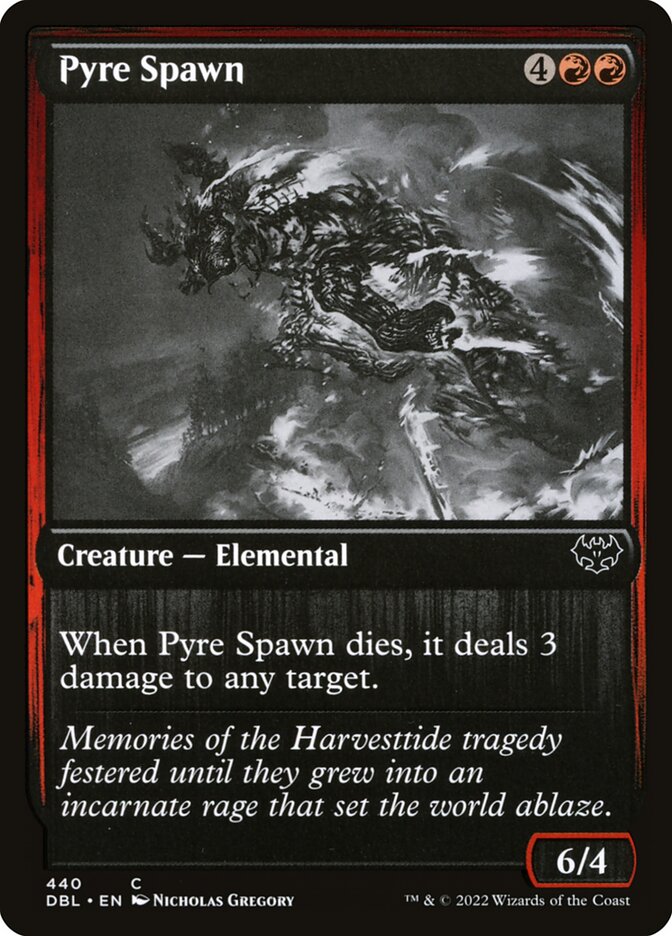 Pyre Spawn 4
Creature — Elemental
When Pyre Spawn dies, it deals 3
damage to any target.
Memories of the Harvesttide tragedy
festered until they grew into an
incarnate rage that set the world ablaze.
6/4
440 C
DBL • EN Nicholas Gregory ™ & © 2022 Wizards of the Coast